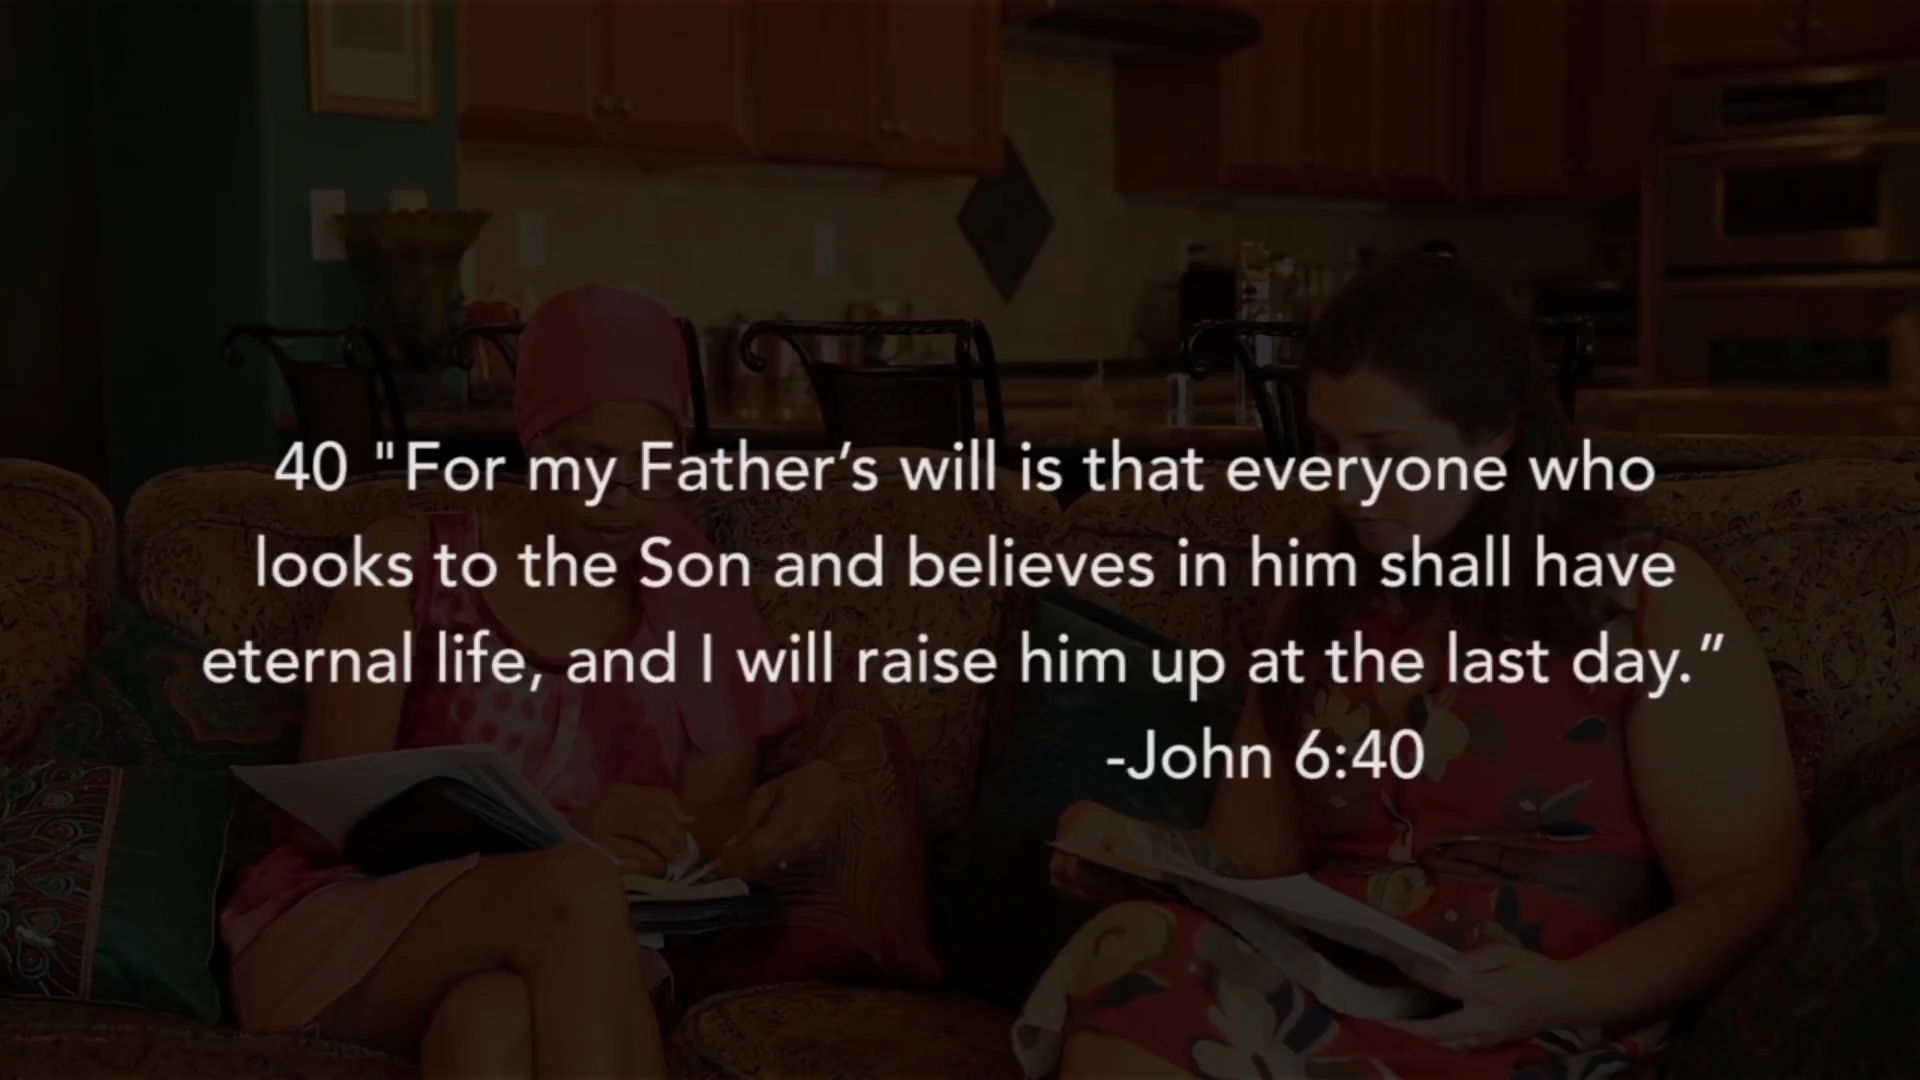 40 "For my Father’s will is that everyone who
looks to the Son and believes in him shall have
eternal life, and I will raise him up at the last day.”
-John 6:40